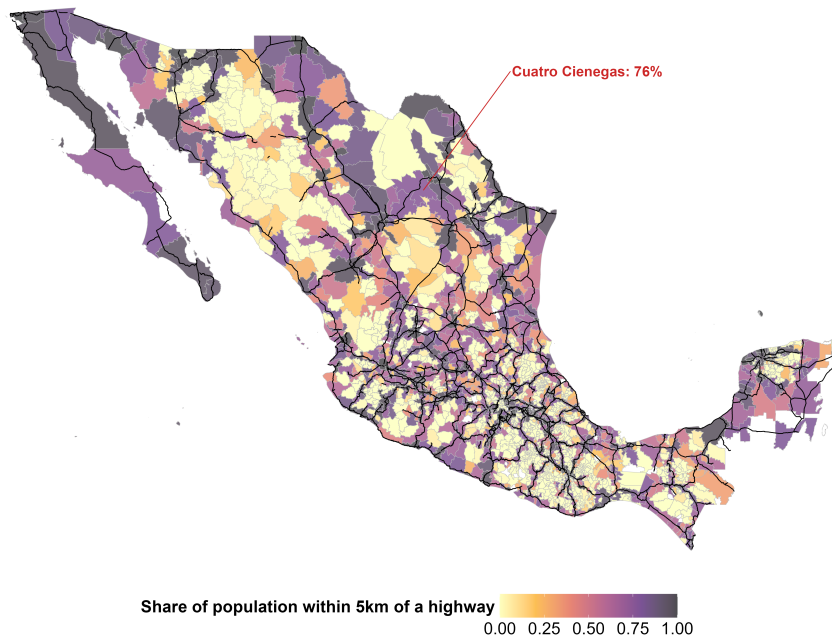 Cuatro Cienegas: 76%
Share of population within 5km of a highway
0.00 0.25 0.50 0.75 1.00